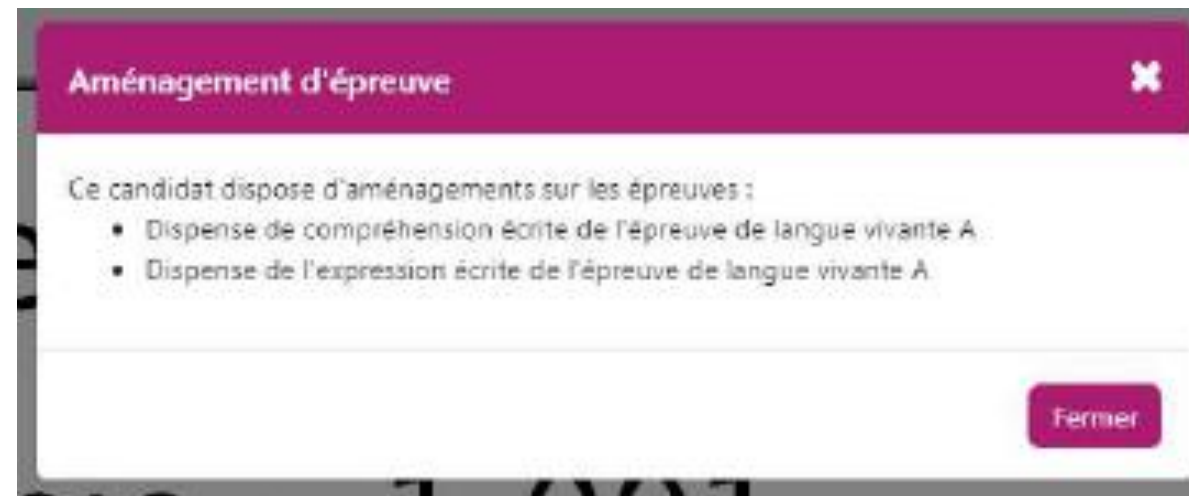 Aménagement d'épreuve
Ce candidat dispose d'aménagements sur les épreuves :
• Dispense de compréhension écrite de l'épreuve de langue vivante A
• Dispense de l'expression écrite de l'épreuve de langue vivante A
Fermer